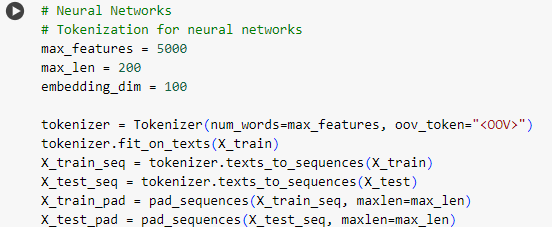 # Neural Networks
# Tokenization for neural networks
max_features = 5000
max_len = 200
embedding_dim = 100
tokenizer = Tokenizer(num_words=max_features, oov_token="<OOV>")
tokenizer.fit_on_texts(X_train)
X_train_seq = tokenizer.texts_to_sequences(X_train)
X_test_seq = tokenizer.texts_to_sequences(X_test)
X_train_pad = pad_sequences(X_train_seq, maxlen=max_len)
X_test_pad = pad_sequences(X_test_seq, maxlen=max_len)